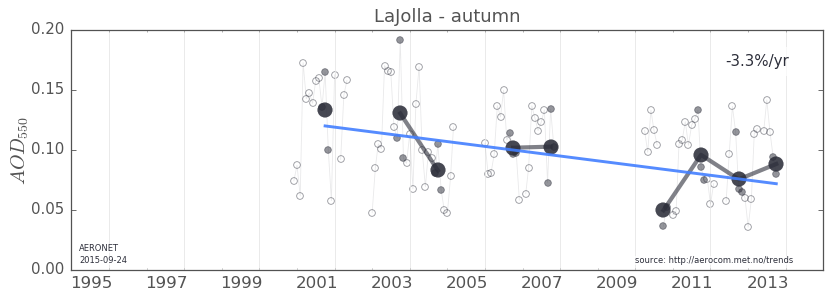 LaJolla - autumn
0.20
-3.3%/yr
0.15
AOD550
0.10
0.05
AERONET
2015-09-24
source: http://aerocom.met.no/trends
0.00
1995 1997 1999 2001 2003 2005 2007 2009 2011 2013